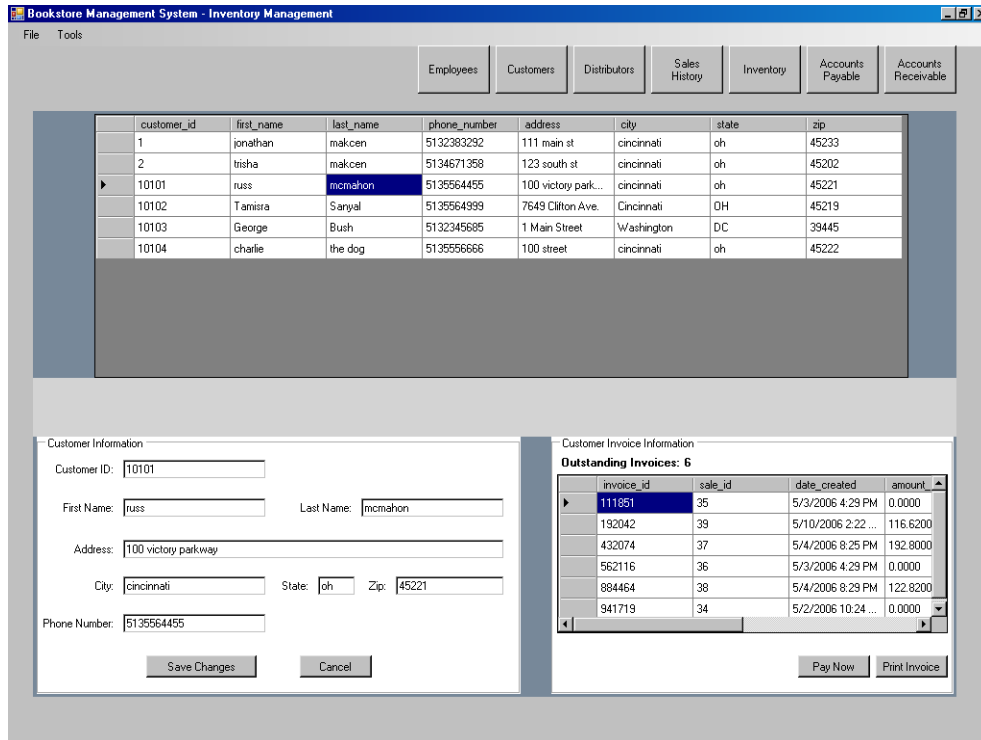 Bookstore Management System - Inventory Management
File Tools
Employees Customers Distributors Sales History Inventory Accounts Payable Accounts Receivable
customer_id first_name last_name phone_number address city state zip
1 jonathan makcen 5132383292 111 main st cincinnati oh 45233
2 trisha makcen 5134671358 123 south st cincinnati oh 45202
10101 russ mcmahon 5135564455 100 victory park... cincinnati oh 45221
10102 Tamisra Sanyal 5135564999 7649 Clifton Ave. Cincinnati OH 45219
10103 George Bush 5132345685 1 Main Street Washington DC 39445
10104 charlie the dog 5135556666 100 street cincinnati oh 45222
Customer Information
Customer ID: 10101
First Name: russ Last Name: mcmahon
Address: 100 victory parkway
City: cincinnati State: oh Zip: 45221
Phone Number: 5135564455
Save Changes Cancel
Customer Invoice Information
Outstanding Invoices: 6
invoice_id sale_id date_created amount_
111851 35 5/3/2006 4:29 PM 0.0000
192042 39 5/10/2006 2:22 ... 116.6200
432074 37 5/4/2006 8:25 PM 192.8000
562116 36 5/3/2006 4:29 PM 0.0000
884464 38 5/4/2006 8:29 PM 122.8200
941719 34 5/2/2006 10:24 ... 0.0000
Pay Now Print Invoice